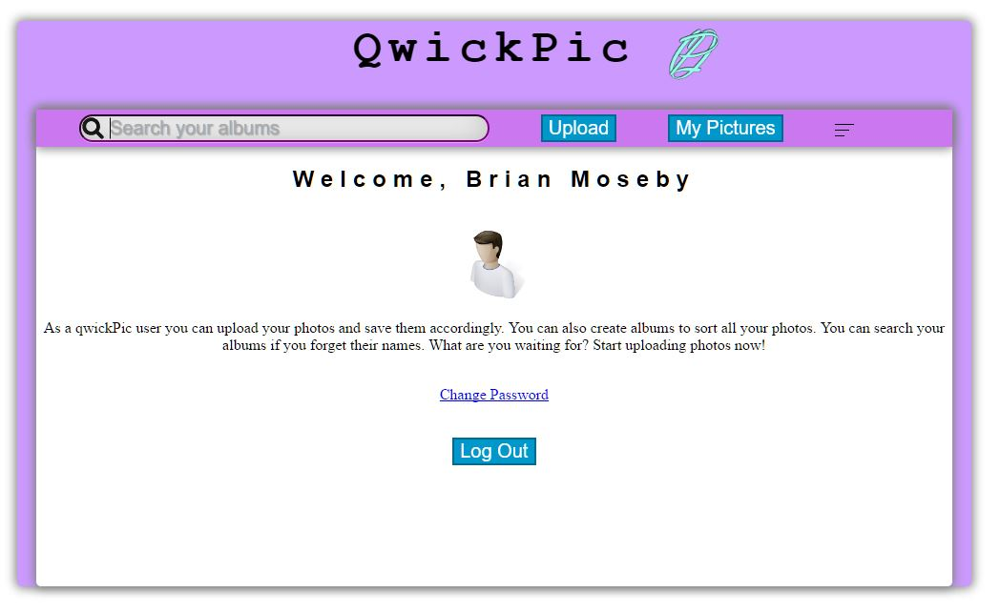 QwickPic
Search your albums
Upload
My Pictures
Welcome, Brian Moseby
As a qwickPic user you can upload your photos and save them accordingly. You can also create albums to sort all your photos. You can search your
albums if you forget their names. What are you waiting for? Start uploading photos now!
Change Password
Log Out